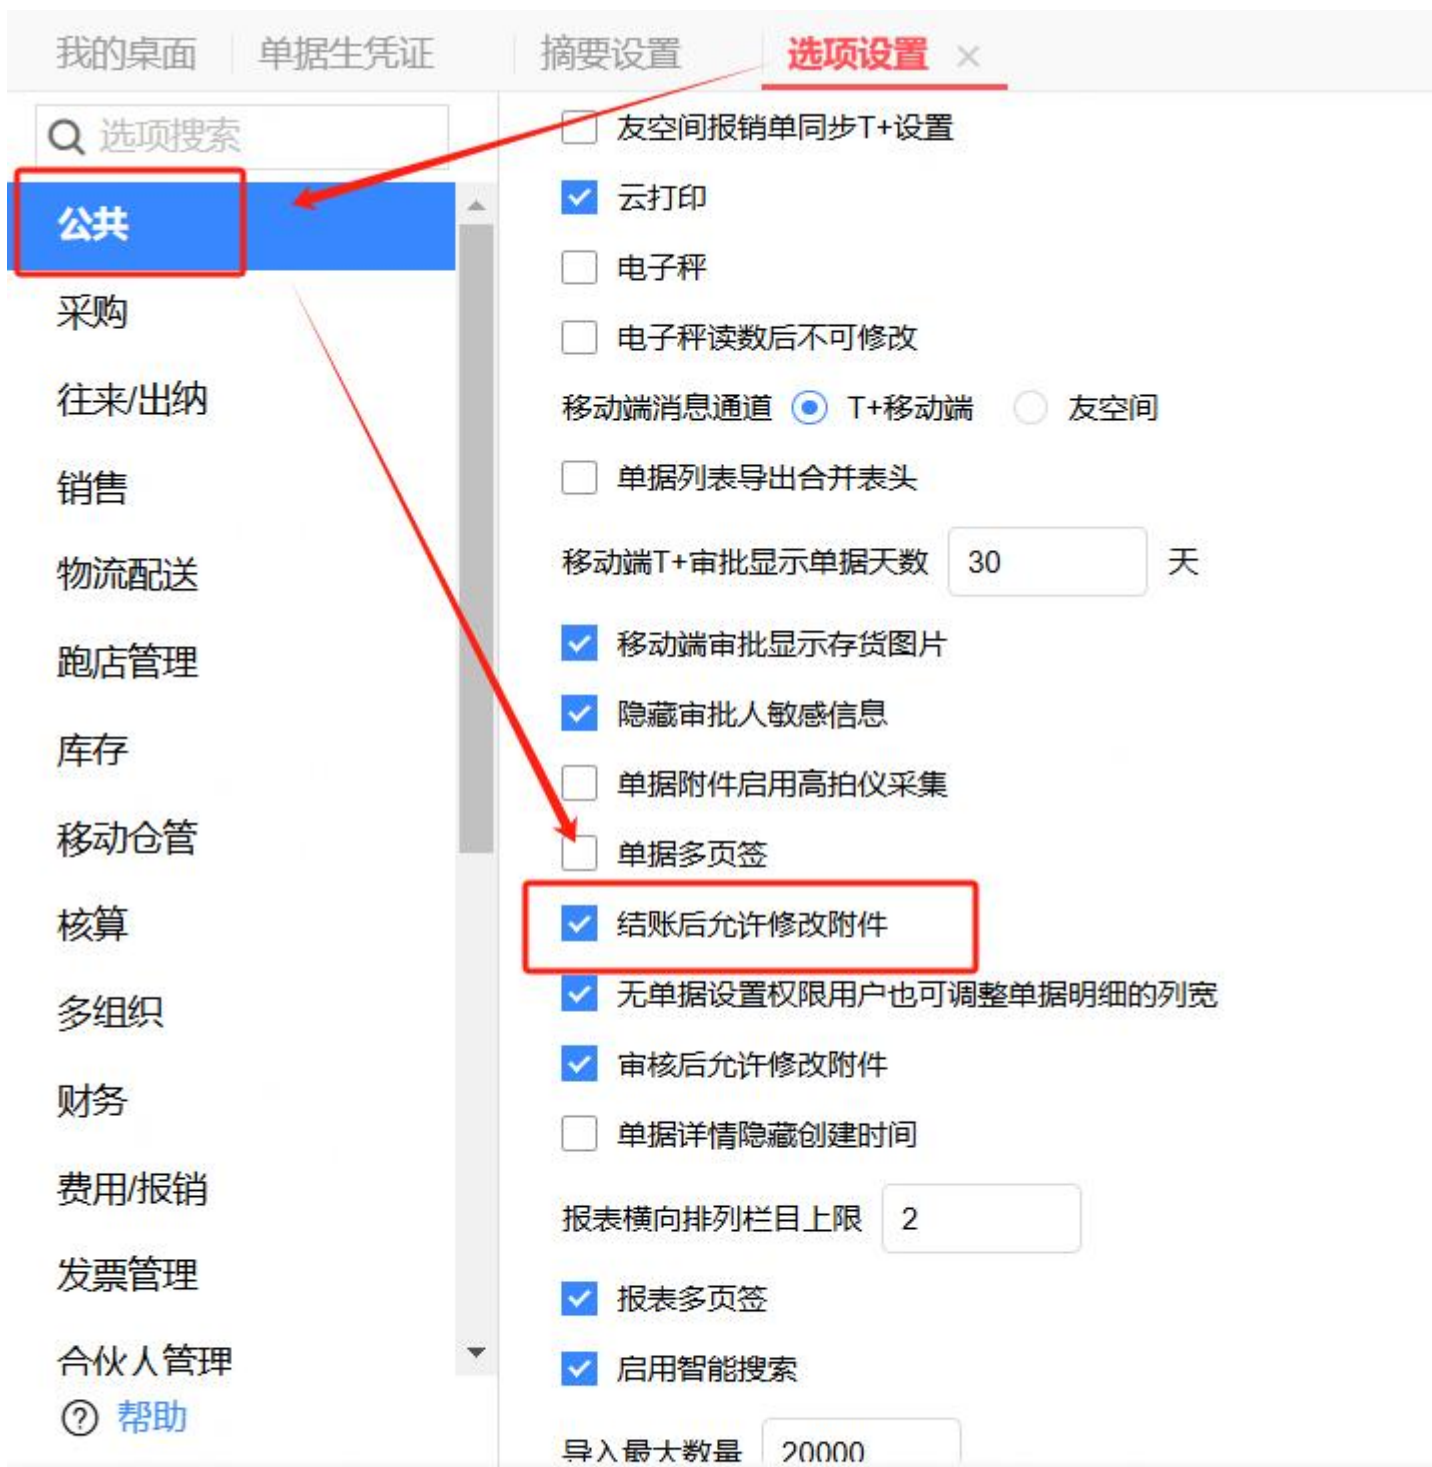 我的桌面 单据生凭证 摘要设置 选项设置
选项搜索
公共
采购
往来/出纳
销售
物流配送
跑店管理
库存
移动仓管
核算
多组织
财务
费用/报销
发票管理
合伙人管理
帮助
友空间报销单同步T+设置
云打印
电子秤
电子秤读数后不可修改
移动端消息通道 T+移动端 友空间
单据列表导出合并表头
移动端T+审批显示单据天数 30 天
移动端审批显示存货图片
隐藏审批人敏感信息
单据附件启用高拍仪采集
单据多页签
结账后允许修改附件
无单据设置权限用户也可调整单据明细的列宽
审核后允许修改附件
单据详情隐藏创建时间
报表横向排列栏目上限 2
报表多页签
启用智能搜索
导入最大数量 20000